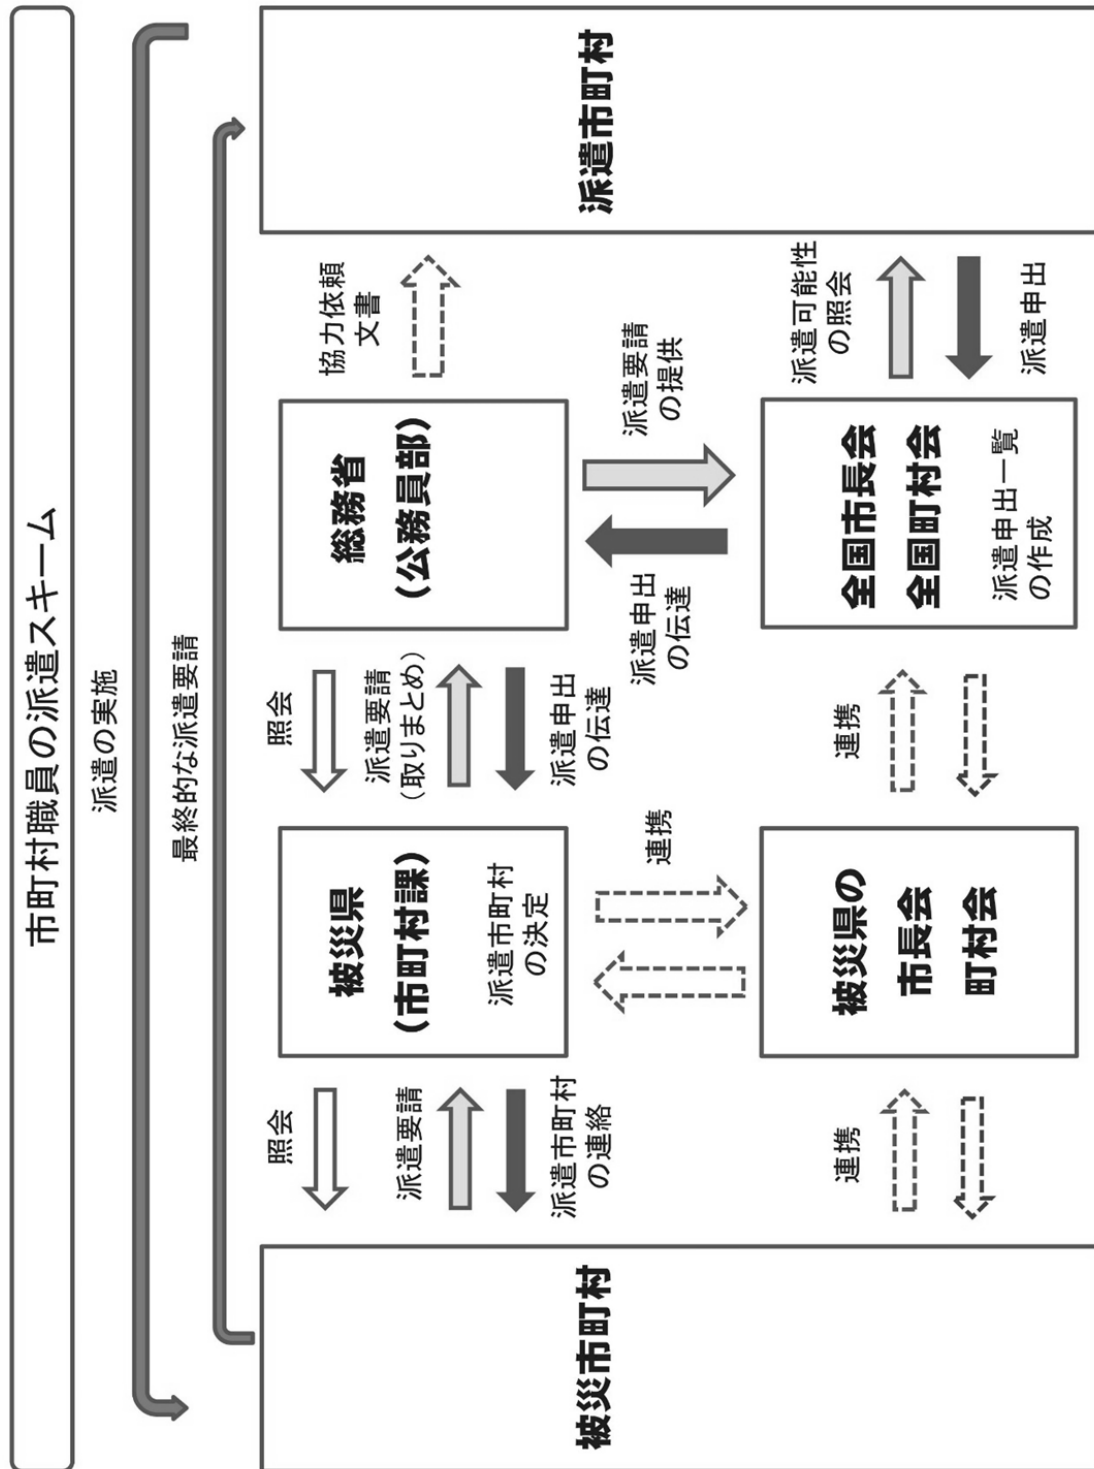 市町村職員の派遣スキーム
派遣の実施
最終的な派遣要請
被災市町村
照会
派遣要請
派遣市町村
の連絡
被災県
(市町村課)
派遣市町村
の決定
照会
派遣要請
(取りまとめ)
派遣申出
の伝達
総務省
(公務員部)
協力依頼
文書
派遣市町村
連携
派遣申出
の伝達
派遣要請
の提供
連携
被災県の
市長会
町村会
連携
全国市長会
全国町村会
派遣申出一覧
の作成
派遣可能性
の照会
派遣申出